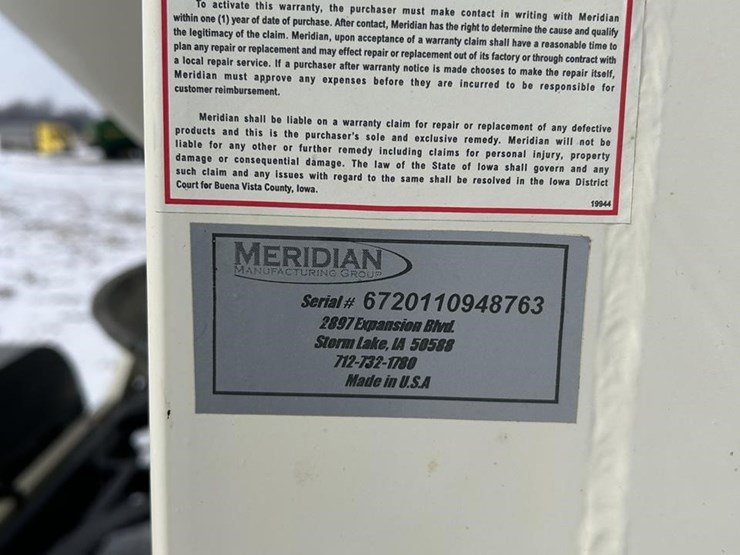 To activate this warranty, the purchaser must make contact in writing with Meridian
within one (1) year of date of purchase. After contact, Meridian has the right to determine the cause and qualify
the legitimacy of the claim. Meridian, upon acceptance of a warranty claim shall have a reasonable time to
plan any repair or replacement and may effect repair or replacement out of its factory or through contract with
a local repair service. If a purchaser after warranty notice is made chooses to make the repair itself,
Meridian must approve any expenses before they are incurred to be responsible for
customer reimbursement.
Meridian shall be liable on a warranty claim for repair or replacement of any defective
products and this is the purchaser's sole and exclusive remedy. Meridian will not be
liable for any other or further remedy including claims for personal injury, property
damage or consequential damage. The law of the State of Iowa shall govern and any
such claim and any issues with regard to the same shall be resolved in the Iowa District
Court for Buena Vista County, Iowa.
19944
MERIDIAN
MANUFACTURING GROUP
Serial # 6720110948763
2897 Expansion Blvd.
Storm Lake, IA 50588
712-732-1780
Made in U.S.A